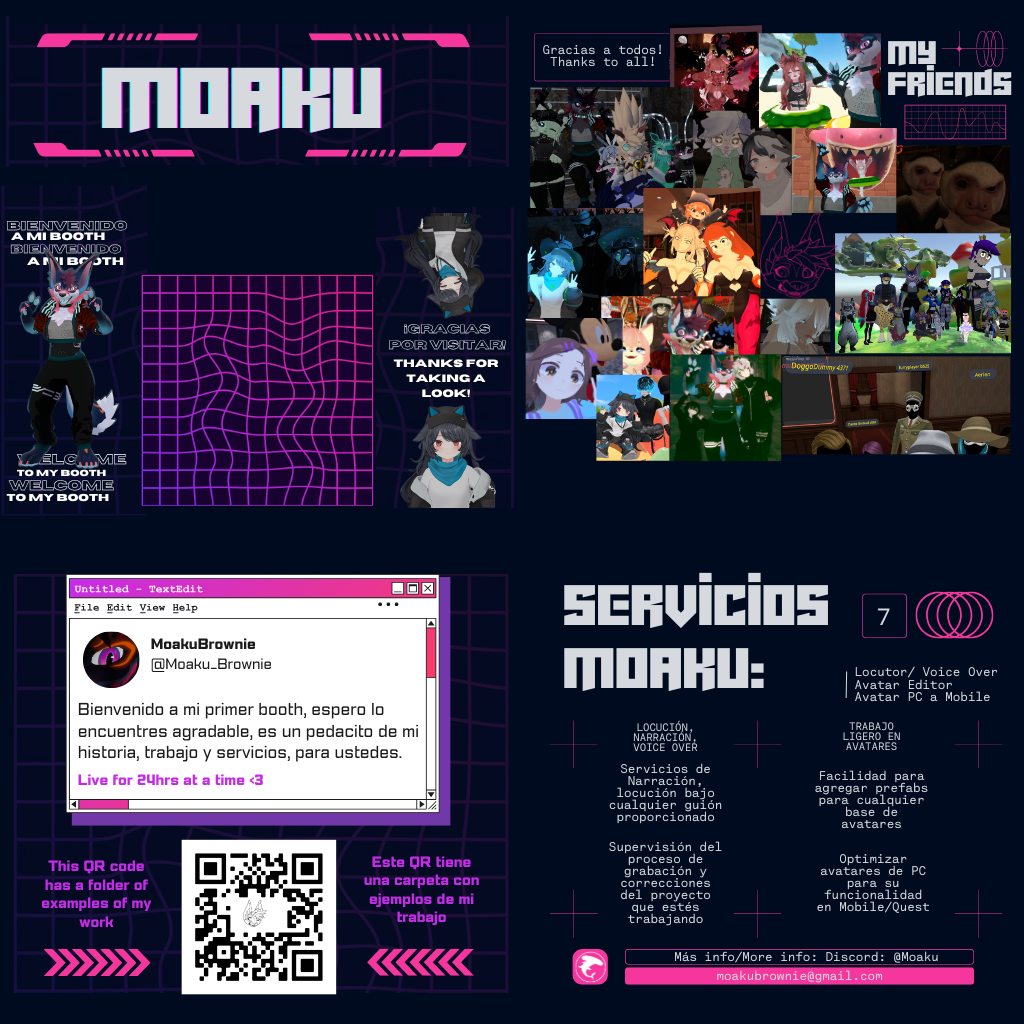 MOAKU
BIENVENIDO
A MI BOOTH
BIENVENIDO
A MI BOOTH
WELCOME
TO MY BOOTH
WELCOME
TO MY BOOTH
¡GRACIAS
POR VISITAR!
THANKS FOR
TAKING A
LOOK!
Gracias a todos!
Thanks to all!
MY
FRIENDS
DoggoDummy 4371
Aerion
Untitled - TextEdit
File Edit View Help
MoakuBrownie
@Moaku_Brownie
Bienvenido a mi primer booth, espero lo
encuentres agradable, es un pedacito de mi
historia, trabajo y servicios, para ustedes.
Live for 24hrs at a time <3
This QR code
has a folder of
examples of my
work
Este QR tiene
una carpeta con
ejemplos de mi
trabajo
SERVICIOS
MOAKU:
7
Locutor/ Voice Over
Avatar Editor
Avatar PC a Mobile
LOCUCIÓN,
NARRACIÓN,
VOICE OVER
Servicios de
Narración,
locución bajo
cualquier guión
proporcionado
Supervisión del
proceso de
grabación y
correcciones
del proyecto
que estés
trabajando
TRABAJO
LIGERO EN
AVATARES
Facilidad para
agregar prefabs
para cualquier
base de
avatares
Optimizar
avatares de PC
para su
funcionalidad
en Mobile/Quest
Más info/More info: Discord: @Moaku
moakubrownie@gmail.com